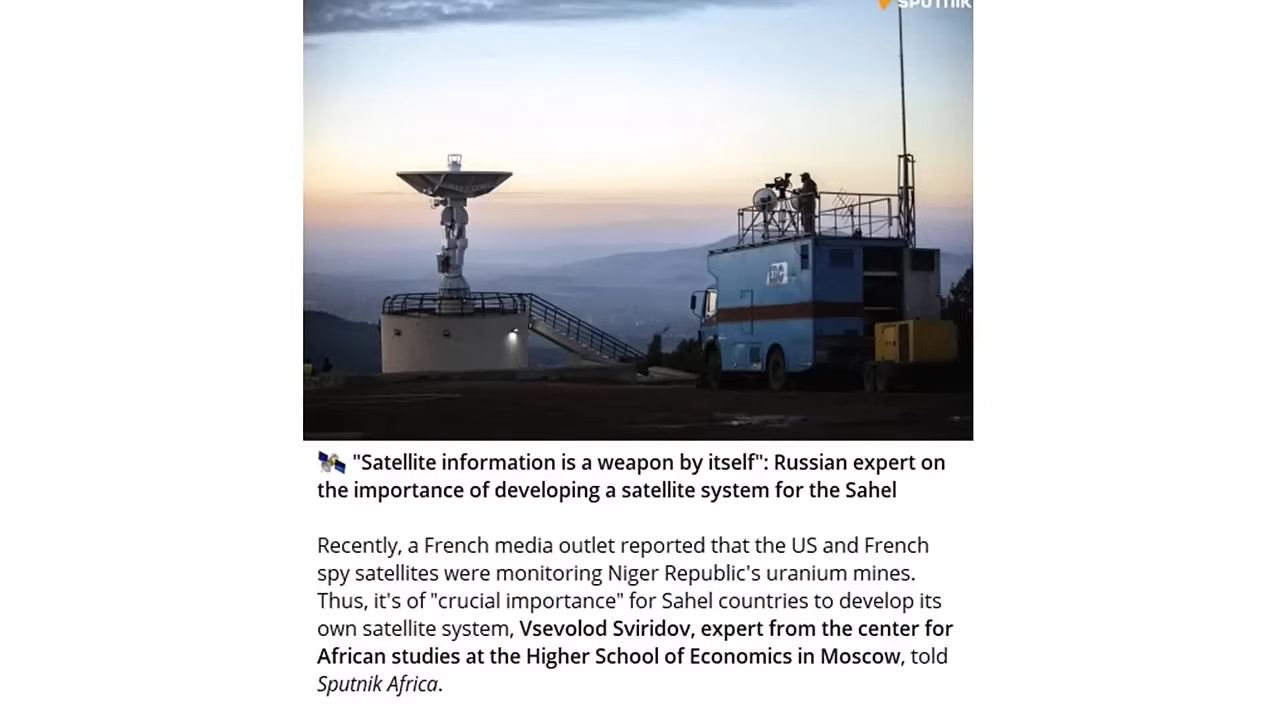 SPUTNIK
"Satellite information is a weapon by itself": Russian expert on
the importance of developing a satellite system for the Sahel
Recently, a French media outlet reported that the US and French
spy satellites were monitoring Niger Republic's uranium mines.
Thus, it's of "crucial importance" for Sahel countries to develop its
own satellite system, Vsevolod Sviridov, expert from the center for
African studies at the Higher School of Economics in Moscow, told
Sputnik Africa.